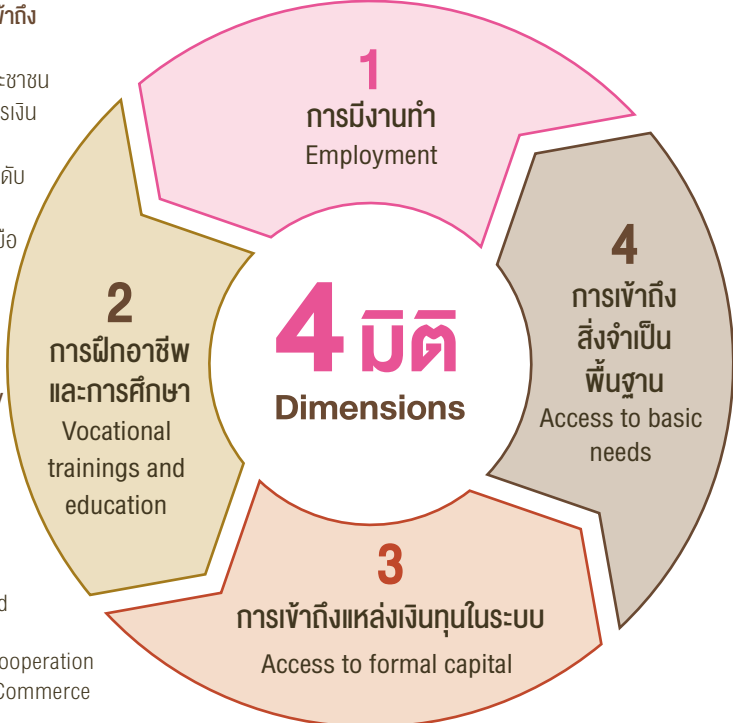 1
การมีงานทำ
Employment
2
การฝึกอาชีพ
และการศึกษา
Vocational
trainings and
education
4 มิติ
Dimensions
4
การเข้าถึง
สิ่งจำเป็น
พื้นฐาน
Access to basic
needs
3
การเข้าถึงแหล่งเงินทุนในระบบ
Access to formal capital
ooperation
Commerce